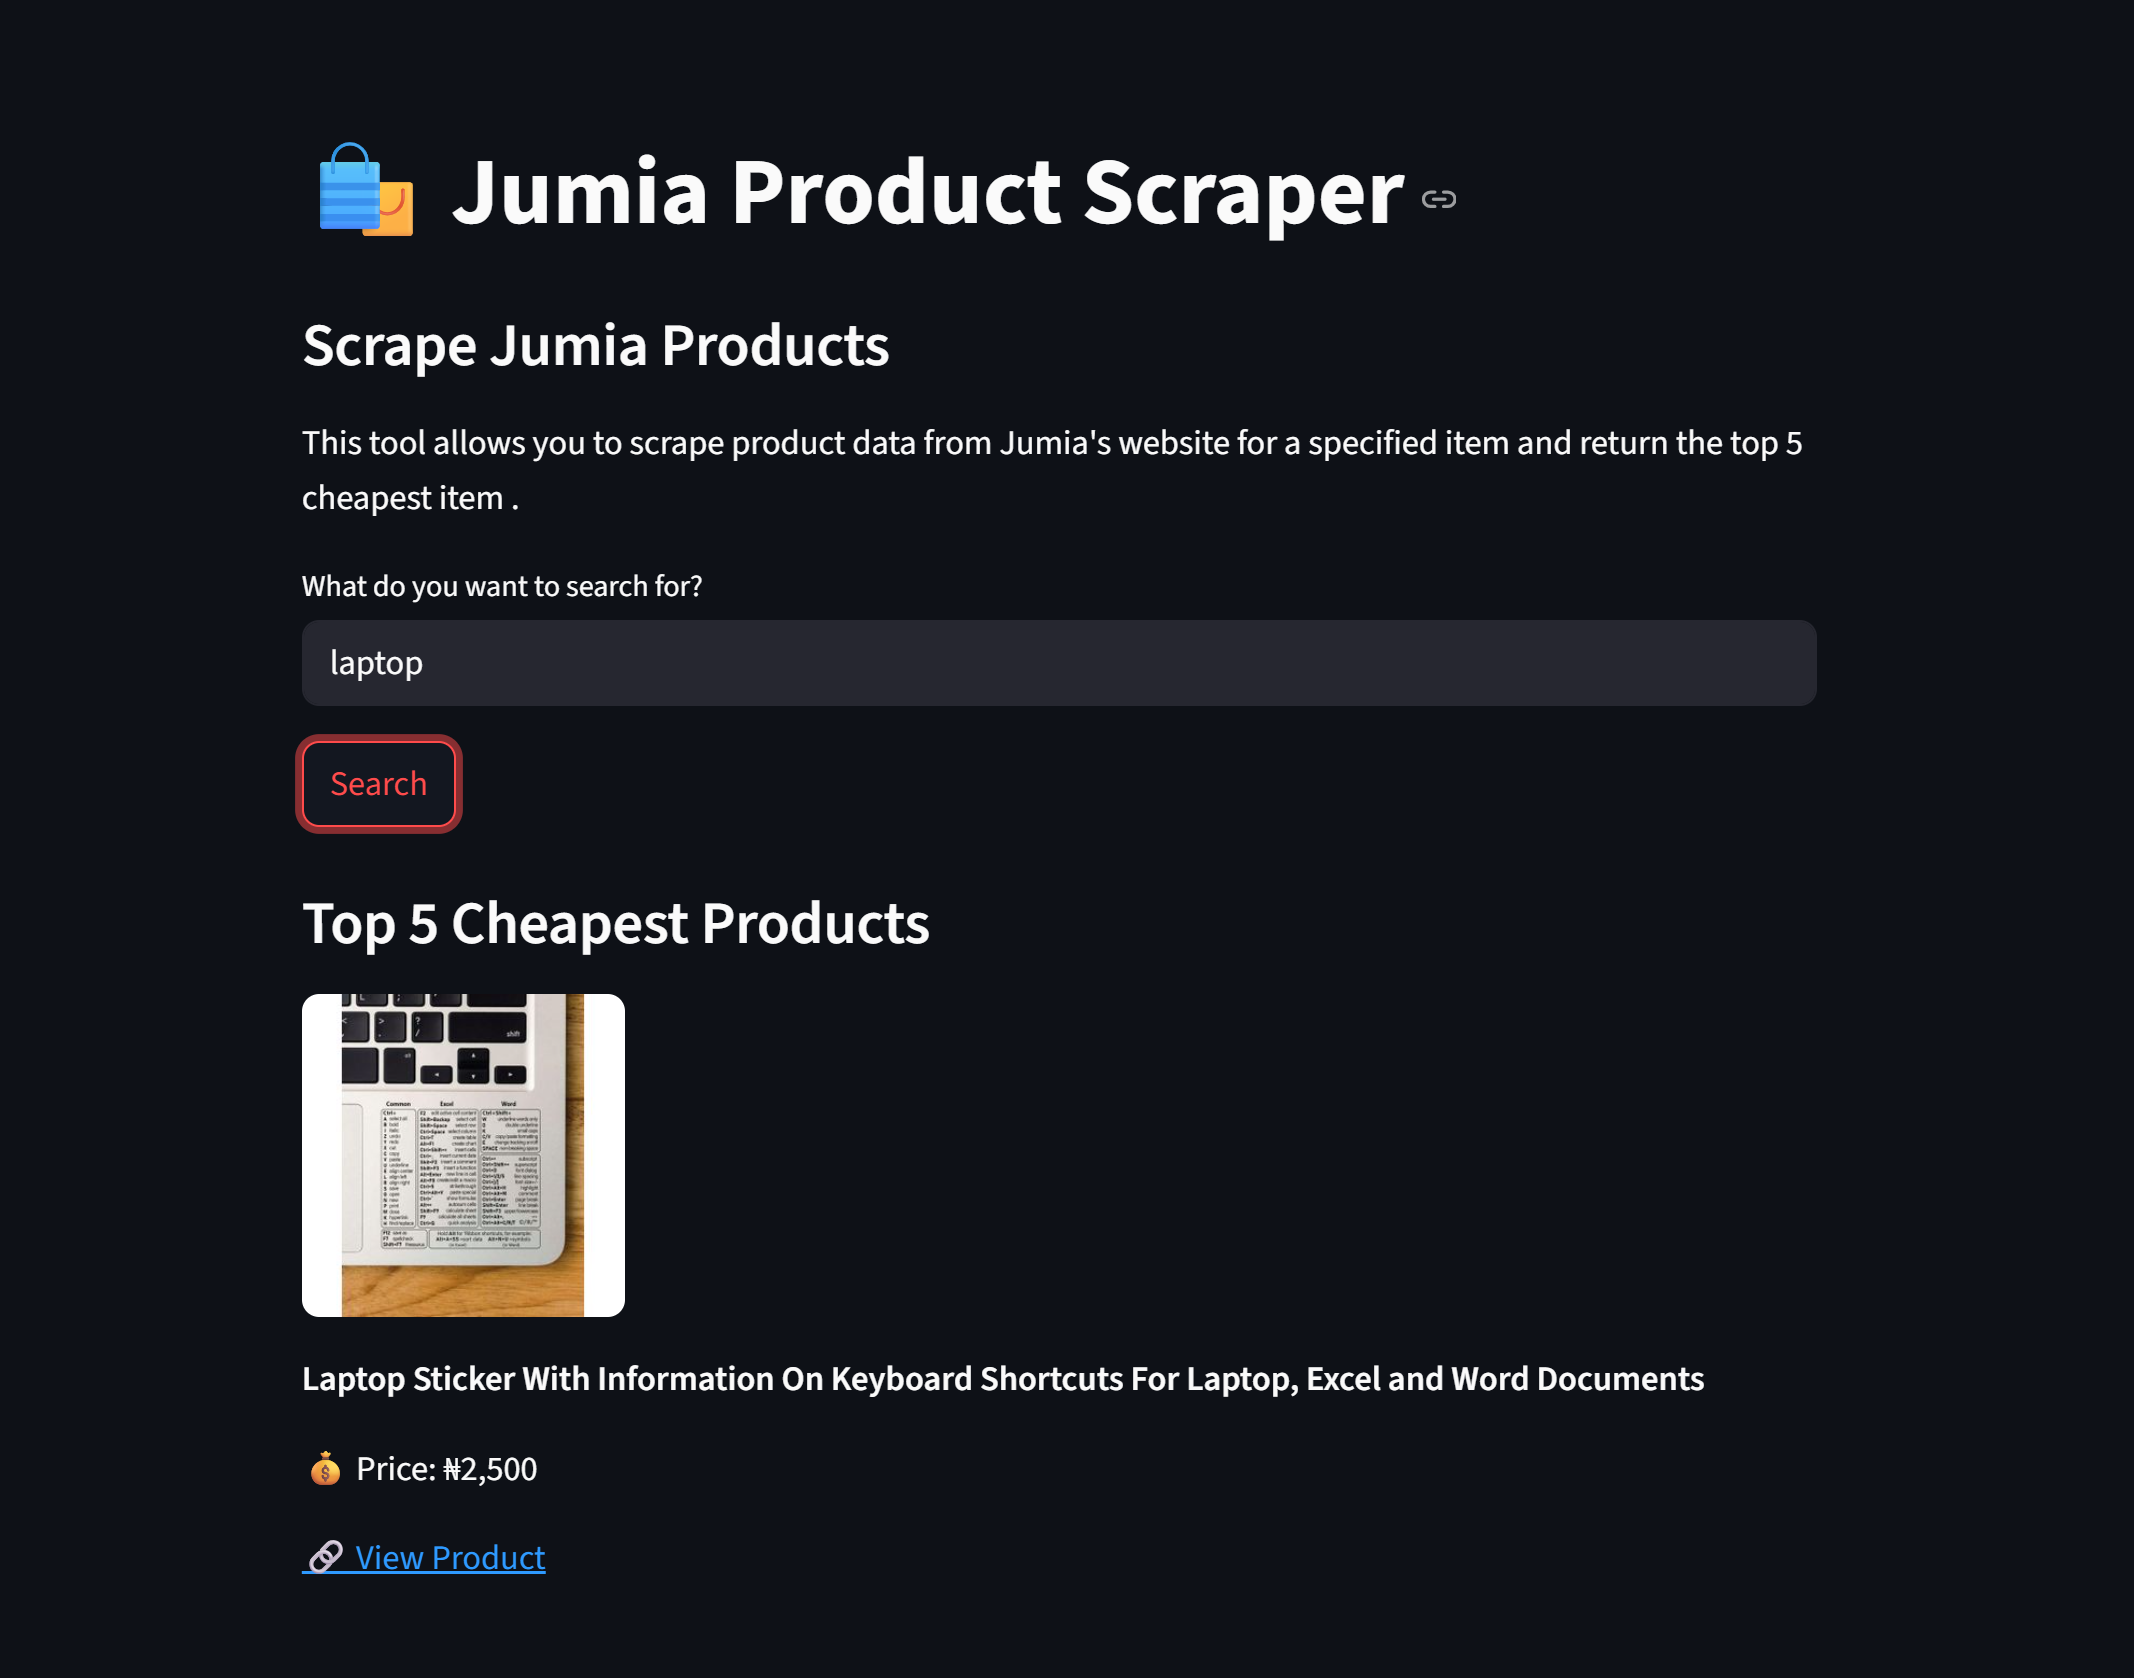 Jumia Product Scraper
Scrape Jumia Products
This tool allows you to scrape product data from Jumia's website for a specified item and return the top 5
cheapest item .
What do you want to search for?
laptop
Search
Top 5 Cheapest Products
shift
Common Excel Word
Laptop Sticker With Information On Keyboard Shortcuts For Laptop, Excel and Word Documents
Price: ₦2,500
View Product